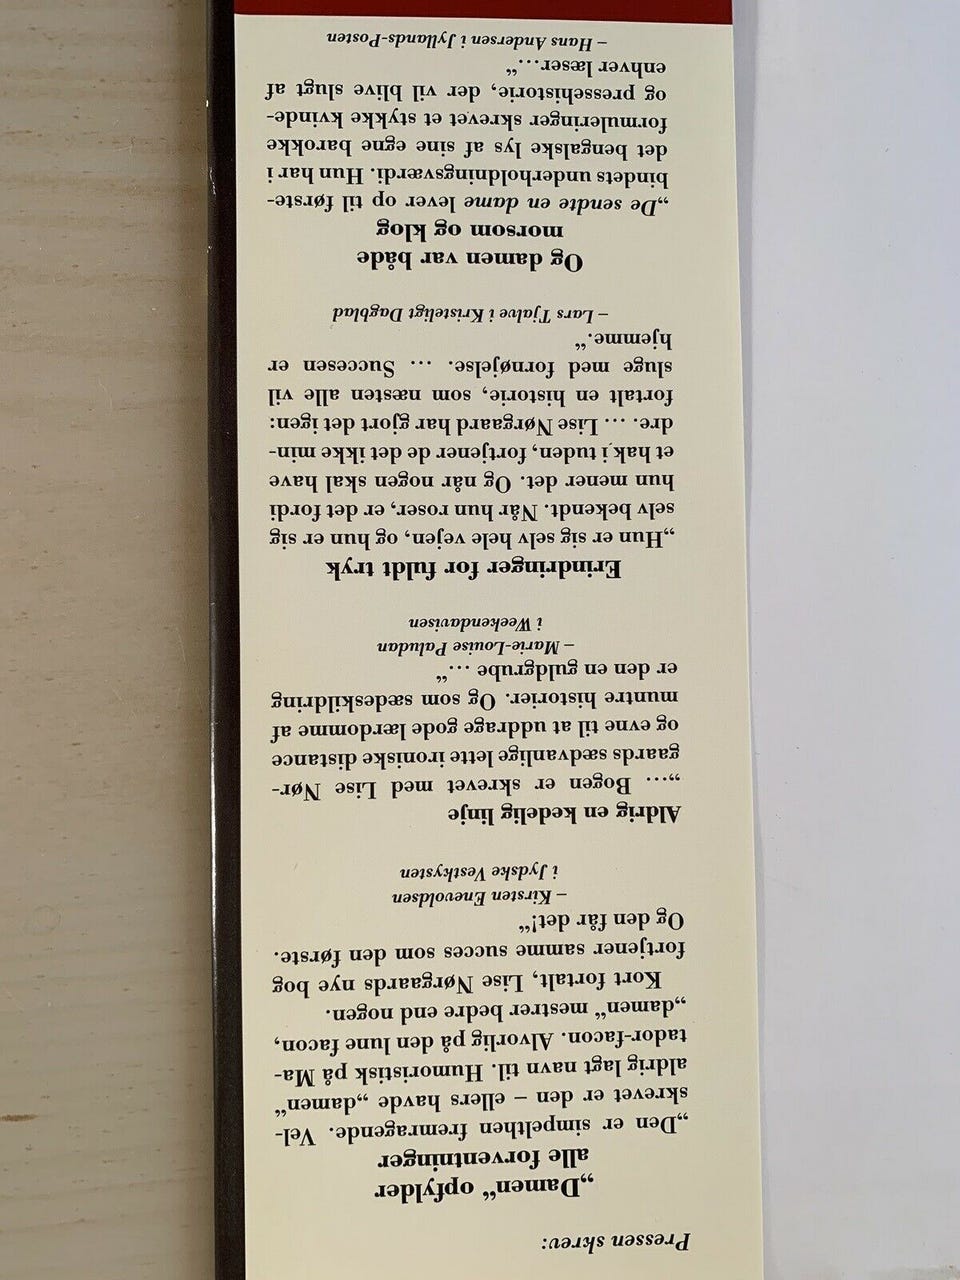 Pressen skrev:
„Damen“ opfylder
alle forventninger
„Den er simpelthen fremragende. Vel-
skrevet er den – ellers havde „damen“
aldrig lagt navn til. Humoristisk på Ma-
tador-facon. Alvorlig på den lune facon,
„damen“ mestrer bedre end nogen.
Kort fortalt, Lise Nørgaards nye bog
fortjener samme succes som den første.
Og den får det!“
– Kirsten Enevoldsen
i Jydske Vestkysten
Aldrig en kedelig linje
„… Bogen er skrevet med Lise Nør-
gaards sædvanlige lette ironiske distance
og evne til at uddrage gode lærdomme af
muntre historier. Og som sædeskildring
er den en guldgrube …“
– Marie-Louise Paludan
i Weekendavisen
Erindringer for fuldt tryk
„Hun er sig selv hele vejen, og hun er sig
selv bekendt. Når hun roser, er det fordi
hun mener det. Og når nogen skal have
et hak i tuden, fortjener de det ikke min-
dre. … Lise Nørgaard har gjort det igen:
fortalt en historie, som næsten alle vil
sluge med fornøjelse. … Succesen er
hjemme.“
– Lars Tjalve i Kristeligt Dagblad
Og damen var både
morsom og klog
„De sendte en dame lever op til første-
bindets underholdningsværdi. Hun har i
det bengalske lys af sine egne barokke
formuleringer skrevet et stykke kvinde-
og pressehistorie, der vil blive slugt af
enhver læser…“
– Hans Andersen i Jyllands-Posten